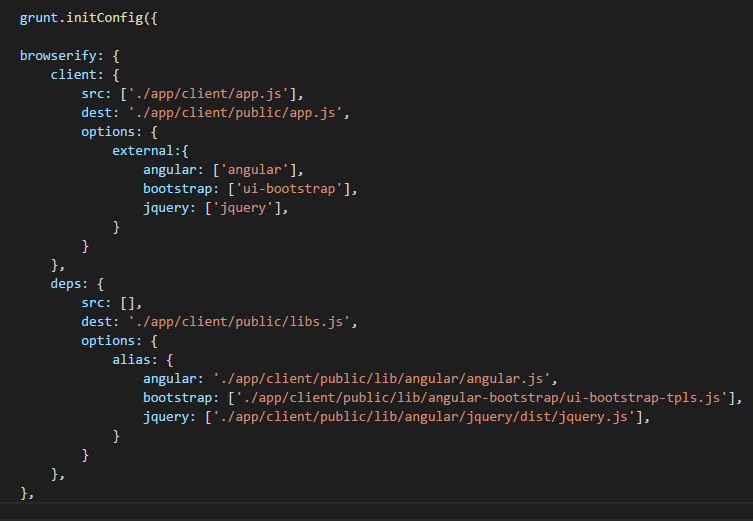 grunt.initConfig({
browserify: {
    client: {
        src: ['./app/client/app.js'],
        dest: './app/client/public/app.js',
        options: {
            external:{
                angular: ['angular'],
                bootstrap: ['ui-bootstrap'],
                jquery: ['jquery'],
            }
        }
    },
    deps: {
        src: [],
        dest: './app/client/public/libs.js',
        options: {
            alias: {
                angular: './app/client/public/lib/angular/angular.js',
                bootstrap: ['./app/client/public/lib/angular-bootstrap/ui-bootstrap-tpls.js'],
                jquery: ['./app/client/public/lib/angular/jquery/dist/jquery.js'],
            }
        }
    },
},